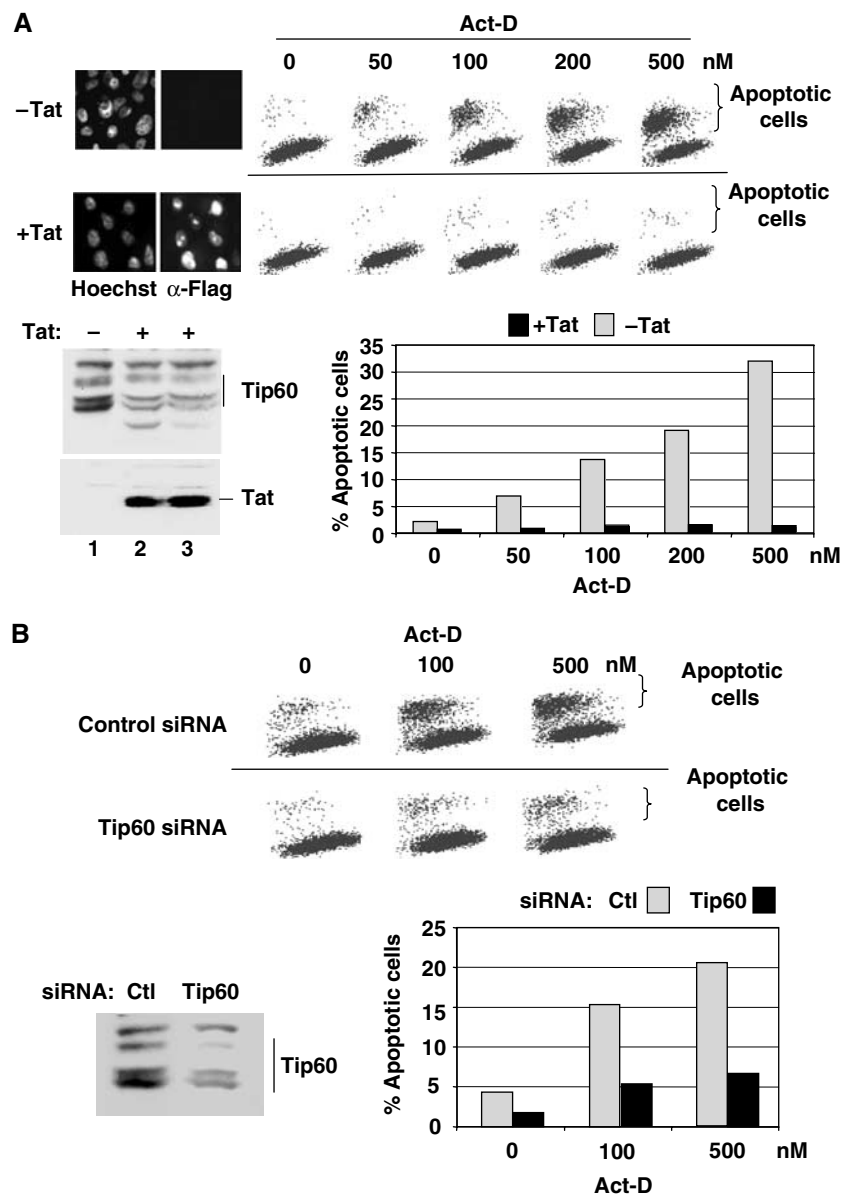 A
Act-D
0 50 100 200 500 nM
–Tat
Apoptotic
cells
+Tat
Apoptotic
cells
Hoechst α-Flag
Tat: – + +
Tip60
Tat
1 2 3
+Tat –Tat
% Apoptotic cells
35
30
25
20
15
10
5
0
0 50 100 200 500 nM
Act-D
B
Act-D
0 100 500 nM
Control siRNA
Apoptotic
cells
Tip60 siRNA
Apoptotic
cells
siRNA: Ctl Tip60
Tip60
siRNA: Ctl Tip60
% Apoptotic cells
25
20
15
10
5
0
0 100 500 nM
Act-D